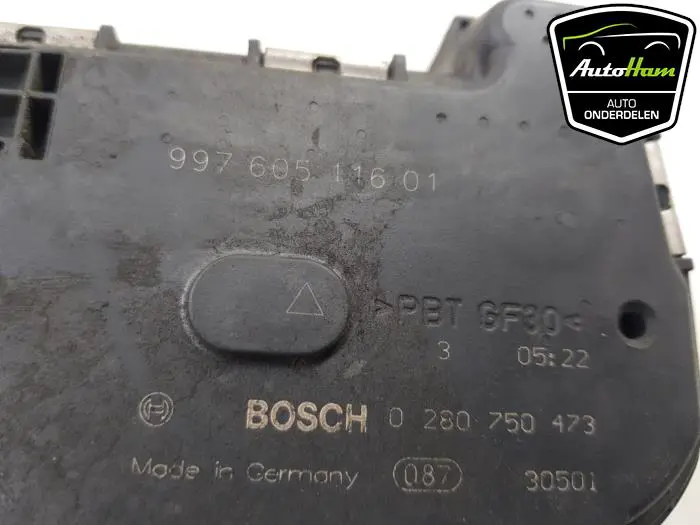 AutoHam
AUTO
ONDERDELEN
997 605 116 01
>PBT GF30<
3 05:22
BOSCH 0 280 750 473
Made in Germany 087 30501